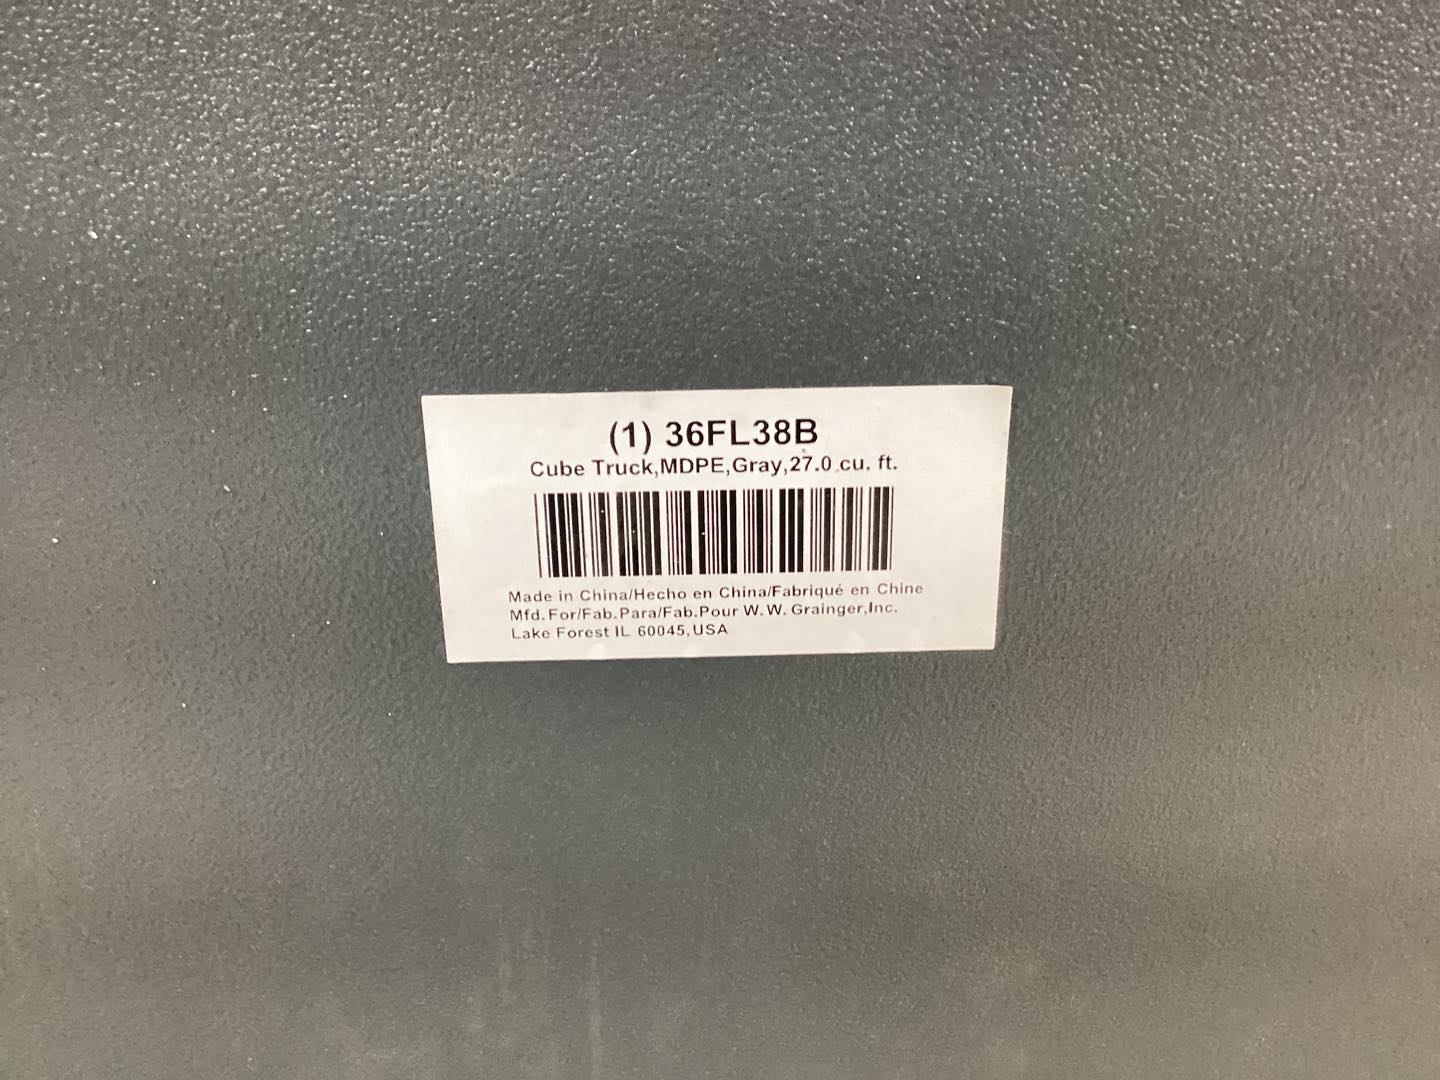 (1) 36FL38B
Cube Truck,MDPE,Gray,27.0 cu. ft.
Made in China/Hecho en China/Fabriqué en Chine
Mfd.For/Fab.Para/Fab.Pour W.W. Grainger,Inc.
Lake Forest IL 60045,USA